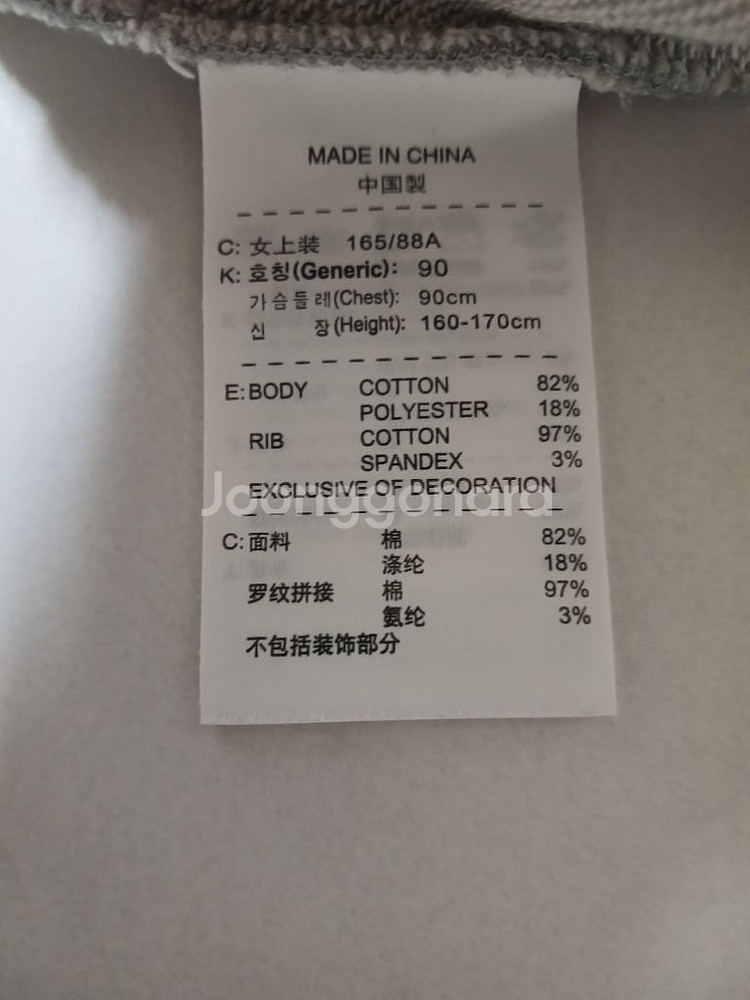 MADE IN CHINA
中国製
C: 女上装 165/88A
K: 호칭(Generic): 90
가슴둘레(Chest): 90cm
신 장(Height): 160-170cm
E: BODY COTTON 82%
POLYESTER 18%
RIB COTTON 97%
SPANDEX 3%
EXCLUSIVE OF DECORATION
Joonggonara
C: 面料 棉 82%
涤纶 18%
罗纹拼接 棉 97%
氨纶 3%
不包括装饰部分